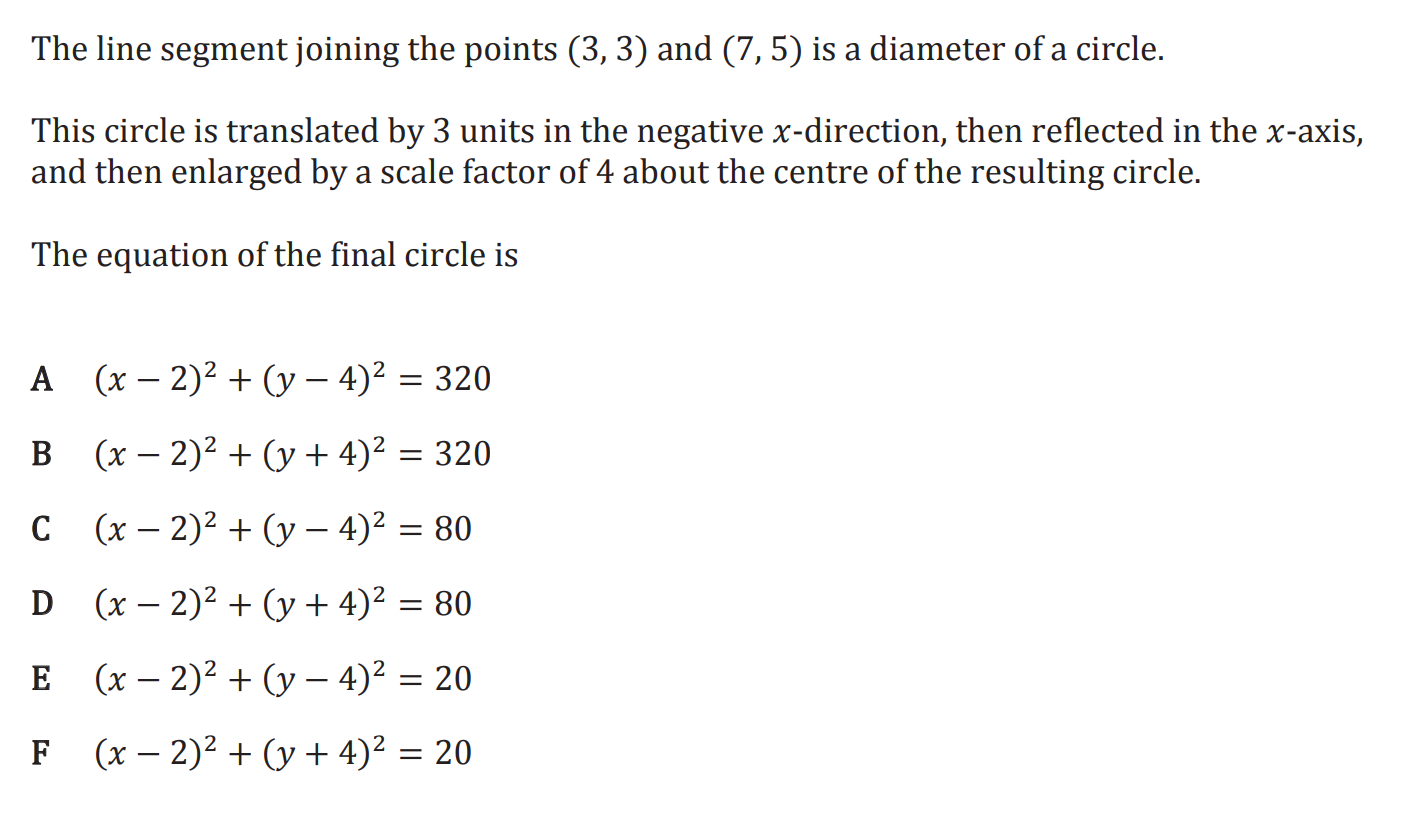 The line segment joining the points (3, 3) and (7, 5) is a diameter of a circle.
This circle is translated by 3 units in the negative x-direction, then reflected in the x-axis,
and then enlarged by a scale factor of 4 about the centre of the resulting circle.
The equation of the final circle is
A (x − 2)² + (y − 4)² = 320
B (x − 2)² + (y + 4)² = 320
C (x − 2)² + (y − 4)² = 80
D (x − 2)² + (y + 4)² = 80
E (x − 2)² + (y − 4)² = 20
F (x − 2)² + (y + 4)² = 20